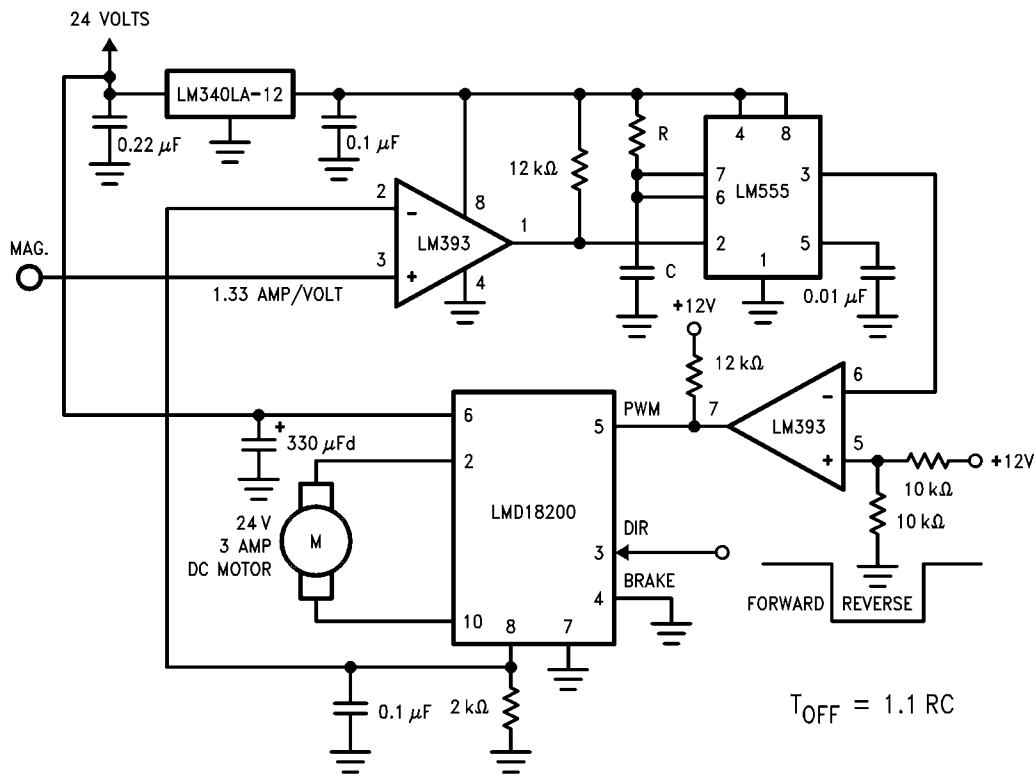 24 VOLTS
LM340LA-12
0.22 μF
0.1 μF
12 kΩ
R
4
8
7
6
2
LM555
3
5
1
C
0.01 μF
2
8
LM393
1
3
4
MAG.
1.33 AMP/VOLT
+12V
12 kΩ
6
7
LM393
5
+12V
10 kΩ
10 kΩ
PWM
5
6
330 μFd
+
2
LMD18200
24 V
3 AMP
DC MOTOR
M
DIR
3
BRAKE
4
10
8
7
FORWARD
REVERSE
0.1 μF
2 kΩ
T_OFF = 1.1 RC